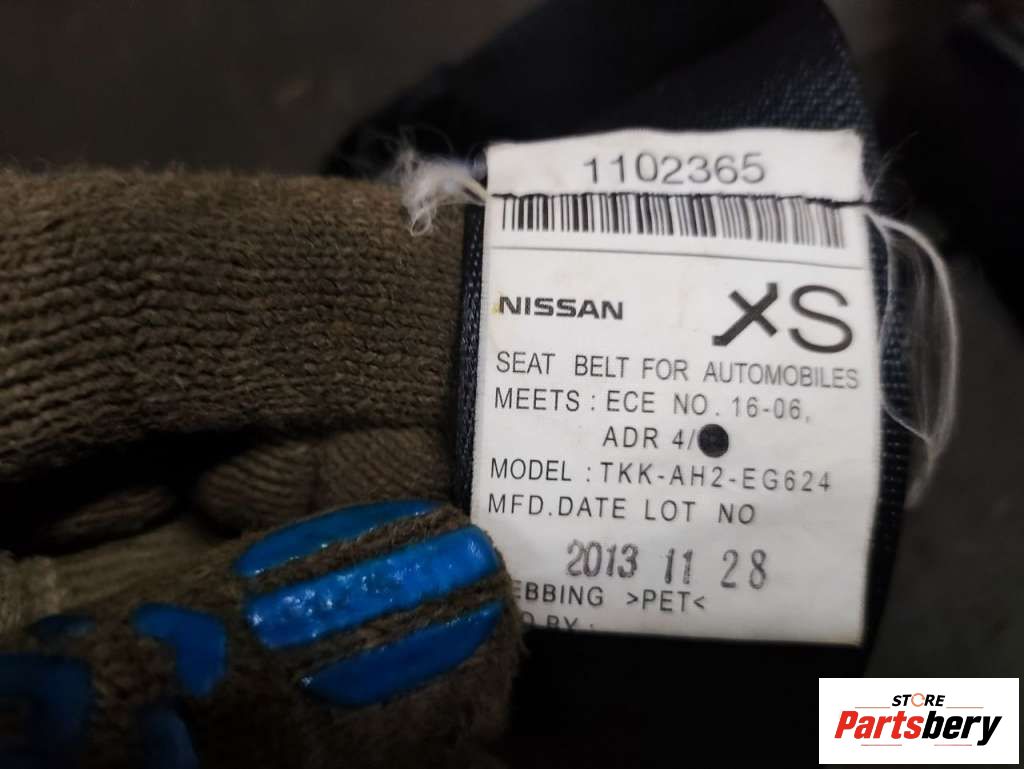 1102365
NISSAN XS
SEAT BELT FOR AUTOMOBILES
MEETS : ECE NO. 16-06,
ADR 4/
MODEL : TKK-AH2-EG624
MFD.DATE LOT NO
2013 11 28
EBBING >PET<
STORE
Partsbery